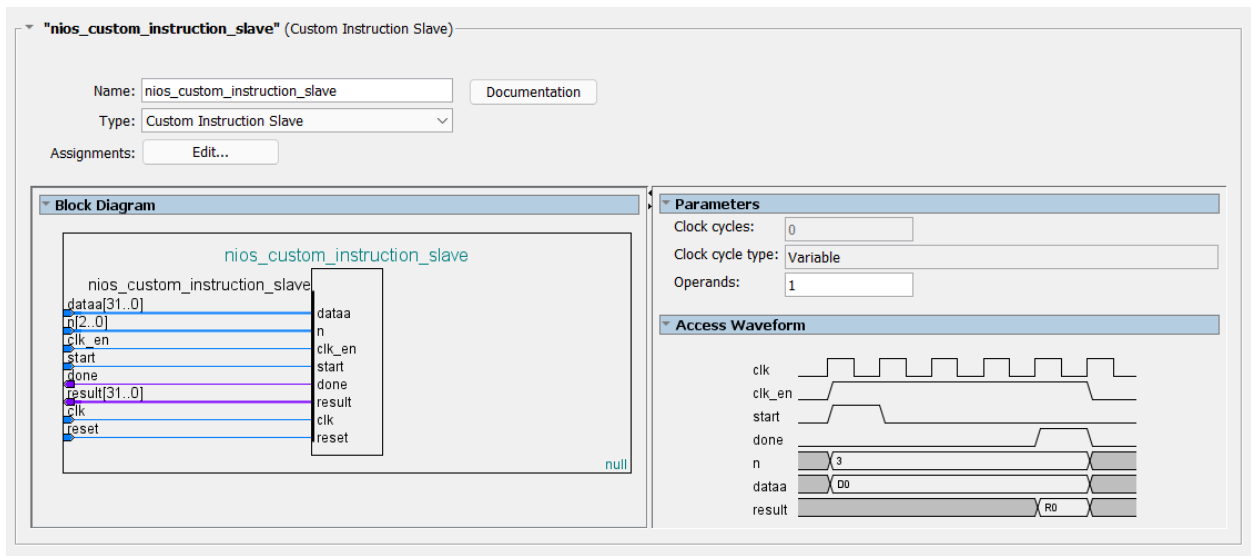 "nios_custom_instruction_slave" (Custom Instruction Slave)
Name: nios_custom_instruction_slave Documentation
Type: Custom Instruction Slave
Assignments: Edit...
Block Diagram
nios_custom_instruction_slave
nios_custom_instruction_slave
dataa[31..0]
dataa
n[2..0]
n
clk_en
clk_en
start
start
done
done
result[31..0]
result
clk
clk
reset
reset
null
Parameters
Clock cycles: 0
Clock cycle type: Variable
Operands: 1
Access Waveform
clk
clk_en
start
done
n 3
dataa D0
result R0